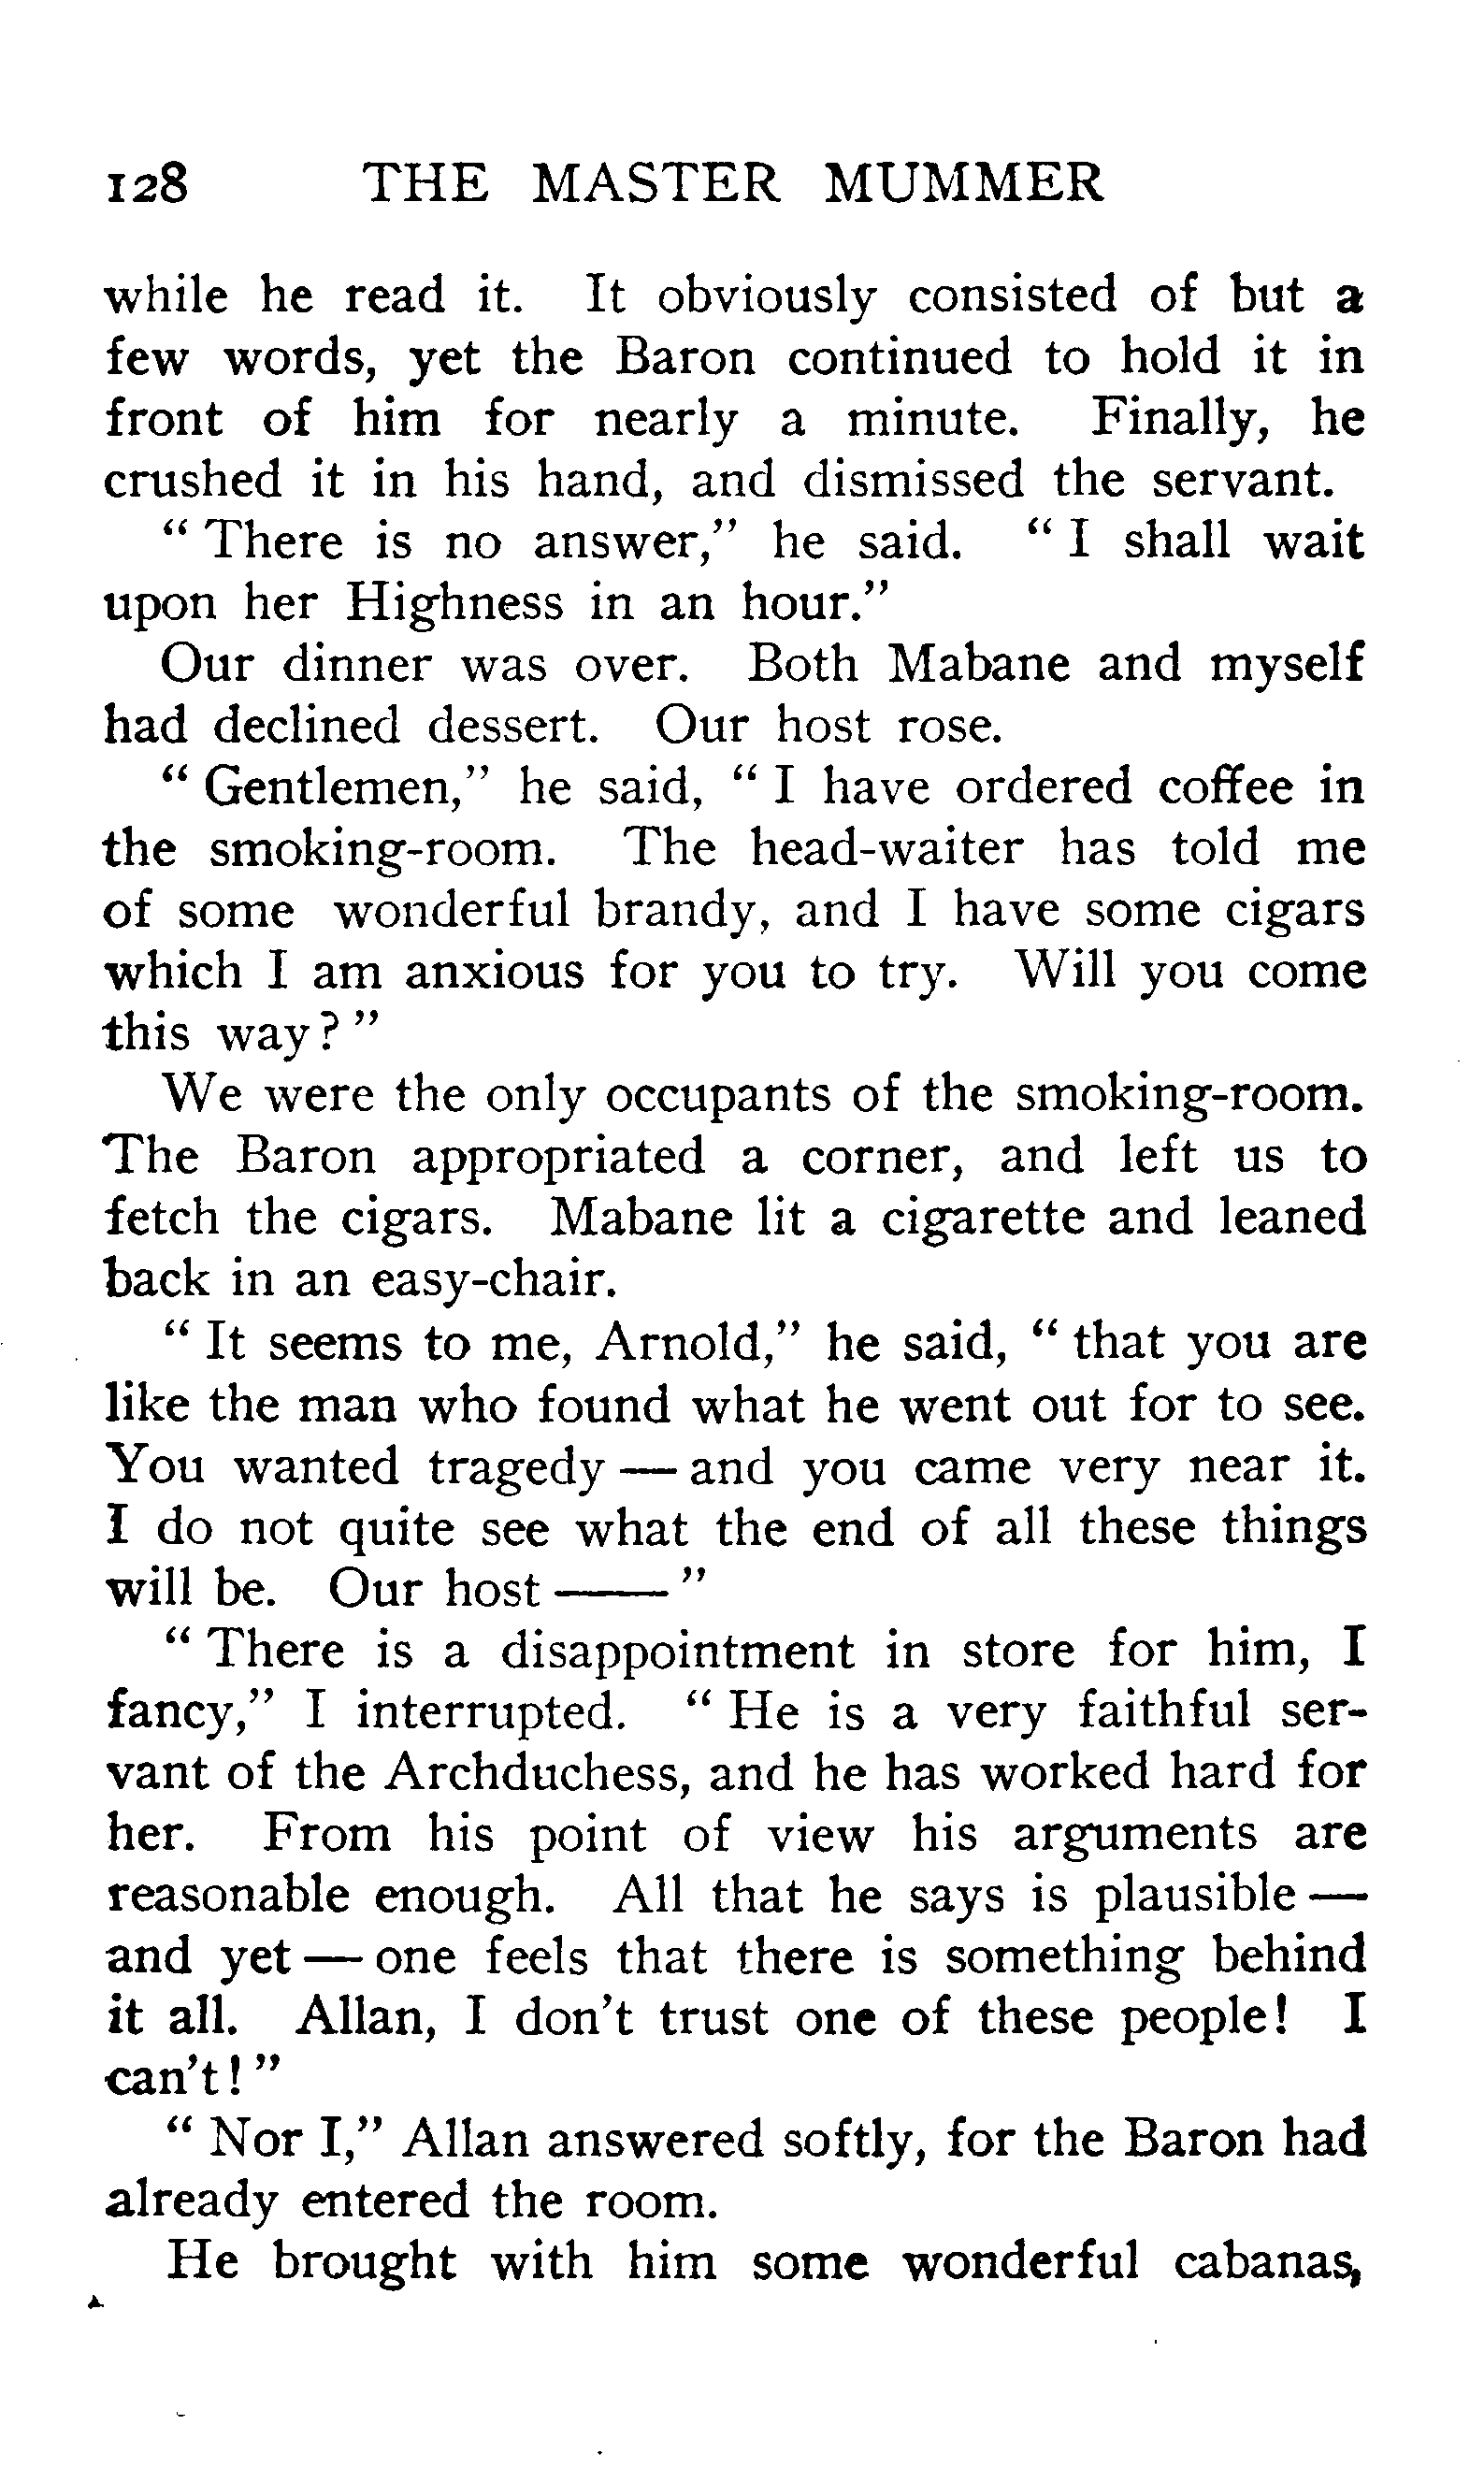 128 THE MASTER MUMMER
while he read it. It obviously consisted of but a
few words, yet the Baron continued to hold it in
front of him for nearly a minute. Finally, he
crushed it in his hand, and dismissed the servant.
" There is no answer," he said. " I shall wait
upon her Highness in an hour."
Our dinner was over. Both Mabane and myself
had declined dessert. Our host rose.
" Gentlemen," he said, " I have ordered coffee in
the smoking-room. The head-waiter has told me
of some wonderful brandy, and I have some cigars
which I am anxious for you to try. Will you come
this way? "
We were the only occupants of the smoking-room.
The Baron appropriated a corner, and left us to
fetch the cigars. Mabane lit a cigarette and leaned
back in an easy-chair.
" It seems to me, Arnold," he said, " that you are
like the man who found what he went out for to see.
You wanted tragedy — and you came very near it.
I do not quite see what the end of all these things
will be. Our host —— "
" There is a disappointment in store for him, I
fancy," I interrupted. " He is a very faithful ser-
vant of the Archduchess, and he has worked hard for
her. From his point of view his arguments are
reasonable enough. All that he says is plausible —
and yet — one feels that there is something behind
it all. Allan, I don't trust one of these people! I
can't! "
" Nor I," Allan answered softly, for the Baron had
already entered the room.
He brought with him some wonderful cabanas,